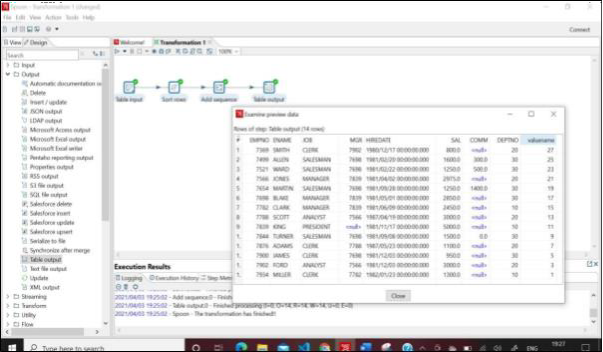 Spoon - Transformation 1 (changed)
File Edit View Action Tools Help
Connect
View Design
Welcome! Transformation 1
Search
100%
Input
Output
Automatic documentation o
Delete
Insert / update
JSON output
LDAP output
Microsoft Access output
Microsoft Excel output
Microsoft Excel writer
Pentaho reporting output
Properties output
RSS output
S3 file output
SQL file output
Salesforce delete
Salesforce insert
Salesforce update
Salesforce upsert
Serialize to file
Synchronize after merge
Table output
Text file output
Update
XML output
Streaming
Transform
Utility
Flow
Table input Sort rows Add sequence Table output
Examine preview data
Rows of step: Table output (14 rows)
# EMPNO ENAME JOB MGR HIREDATE SAL COMM DEPTNO valuename
1. 7369 SMITH CLERK 7902 1980/12/17 00:00:00.000 800.0 <null> 20 27
2. 7499 ALLEN SALESMAN 7698 1981/02/20 00:00:00.000 1600.0 300.0 30 25
3. 7521 WARD SALESMAN 7698 1981/02/22 00:00:00.000 1250.0 500.0 30 23
4. 7566 JONES MANAGER 7839 1981/04/02 00:00:00.000 2975.0 <null> 20 21
5. 7654 MARTIN SALESMAN 7698 1981/09/28 00:00:00.000 1250.0 1400.0 30 19
6. 7698 BLAKE MANAGER 7839 1981/05/01 00:00:00.000 2850.0 <null> 30 17
7. 7782 CLARK MANAGER 7839 1981/06/09 00:00:00.000 2450.0 <null> 10 15
8. 7788 SCOTT ANALYST 7566 1987/04/19 00:00:00.000 3000.0 <null> 20 13
9. 7839 KING PRESIDENT <null> 1981/11/17 00:00:00.000 5000.0 <null> 10 11
1. 7844 TURNER SALESMAN 7698 1981/09/08 00:00:00.000 1500.0 0.0 30 9
1. 7876 ADAMS CLERK 7788 1987/05/23 00:00:00.000 1100.0 <null> 20 7
1. 7900 JAMES CLERK 7698 1981/12/03 00:00:00.000 950.0 <null> 30 5
1. 7902 FORD ANALYST 7566 1981/12/03 00:00:00.000 3000.0 <null> 20 3
1. 7934 MILLER CLERK 7782 1982/01/23 00:00:00.000 1300.0 <null> 10 1
Close
Execution Results
Logging Execution History Step Metr
2021/04/03 19:25:02 - Add sequence.0 - Finish
2021/04/03 19:25:02 - Table output.0 - Finished processing (I=0, O=14, R=14, W=14, U=0, E=0)
2021/04/03 19:25:02 - Spoon - The transformation has finished!!
Type here to search
ENG
19:27